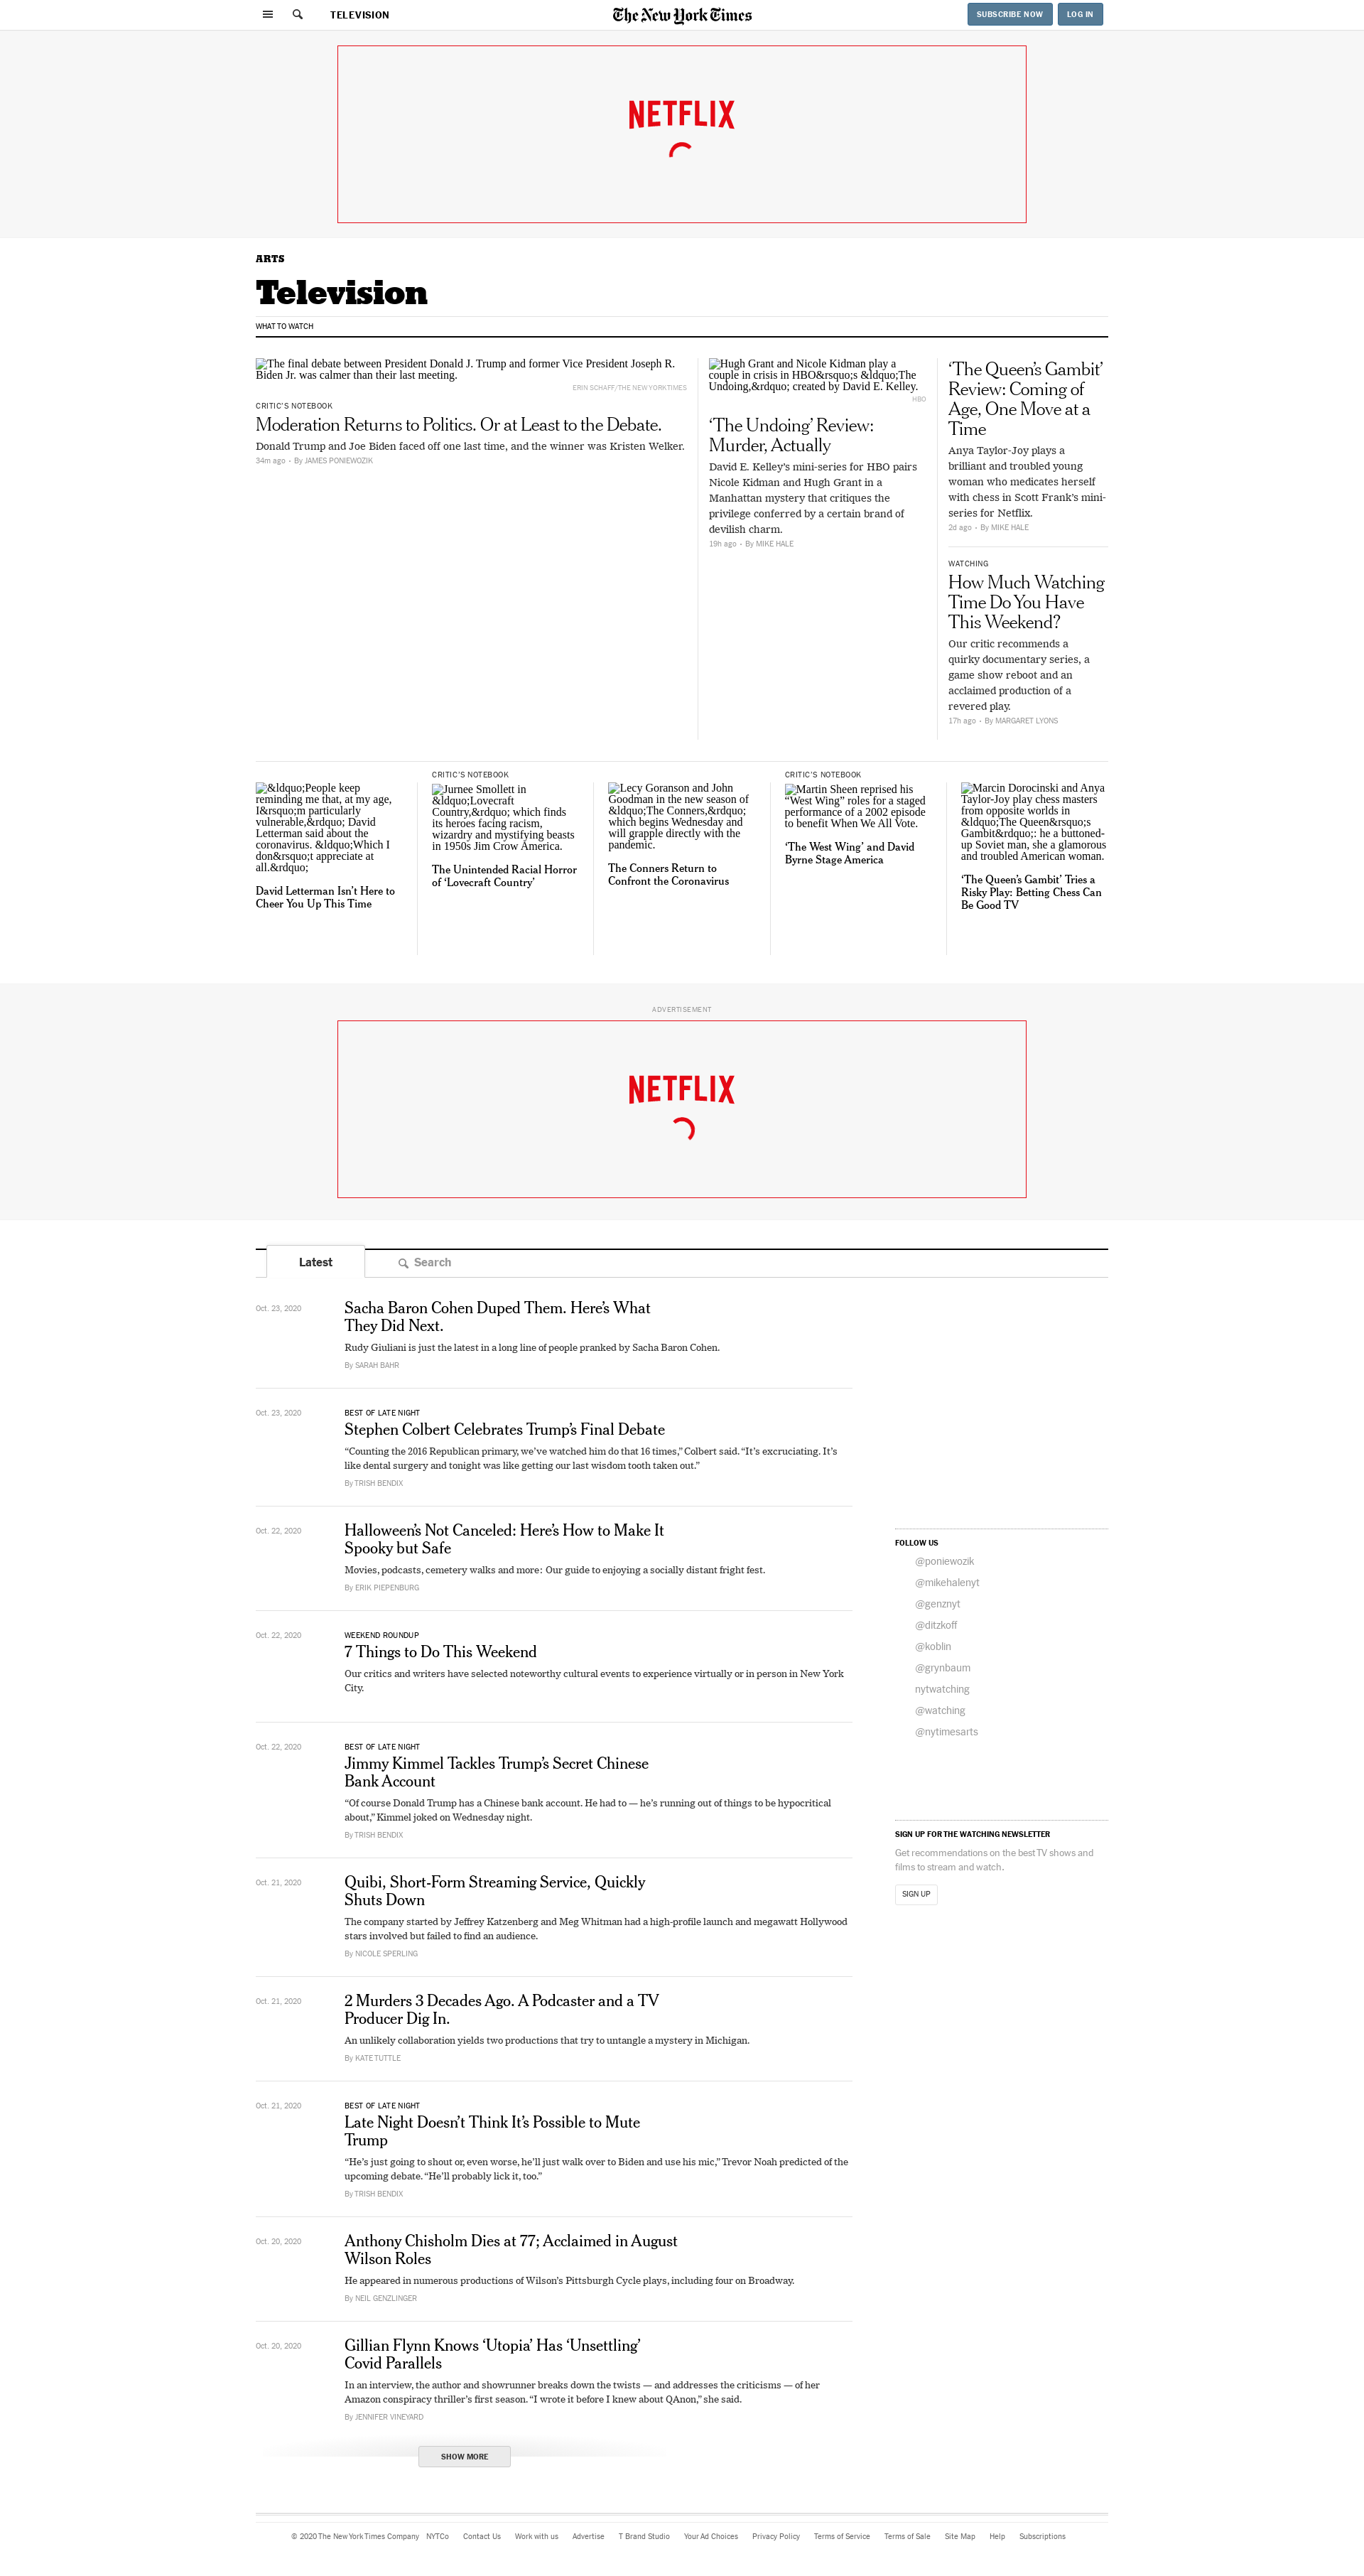 TELEVISION
The New York Times
SUBSCRIBE NOW
LOG IN
NETFLIX
ARTS
Television
WHAT TO WATCH
The final debate between President Donald J. Trump and former Vice President Joseph R.
Biden Jr. was calmer than their last meeting.
ERIN SCHAFF/THE NEW YORK TIMES
CRITIC'S NOTEBOOK
Moderation Returns to Politics. Or at Least to the Debate.
Donald Trump and Joe Biden faced off one last time, and the winner was Kristen Welker.
34m ago - By JAMES PONIEWOZIK
Hugh Grant and Nicole Kidman play a
couple in crisis in HBO&rsquo;s &ldquo;The
Undoing,&rdquo; created by David E. Kelley.
HBO
‘The Undoing’ Review:
Murder, Actually
David E. Kelley’s mini-series for HBO pairs
Nicole Kidman and Hugh Grant in a
Manhattan mystery that critiques the
privilege conferred by a certain brand of
devilish charm.
19h ago - By MIKE HALE
‘The Queen’s Gambit’
Review: Coming of
Age, One Move at a
Time
Anya Taylor-Joy plays a
brilliant and troubled young
woman who medicates herself
with chess in Scott Frank’s mini-
series for Netflix.
2d ago - By MIKE HALE
WATCHING
How Much Watching
Time Do You Have
This Weekend?
Our critic recommends a
quirky documentary series, a
game show reboot and an
acclaimed production of a
revered play.
17h ago - By MARGARET LYONS
&ldquo;People keep
reminding me that, at my age,
I&rsquo;m particularly
vulnerable,&rdquo; David
Letterman said about the
coronavirus. &ldquo;Which I
don&rsquo;t appreciate at
all.&rdquo;
David Letterman Isn’t Here to
Cheer You Up This Time
CRITIC'S NOTEBOOK
Jurnee Smollett in
&ldquo;Lovecraft
Country,&rdquo; which finds
its heroes facing racism,
wizardry and mystifying beasts
in 1950s Jim Crow America.
The Unintended Racial Horror
of ‘Lovecraft Country’
Lecy Goranson and John
Goodman in the new season of
&ldquo;The Conners,&rdquo;
which begins Wednesday and
will grapple directly with the
pandemic.
The Conners Return to
Confront the Coronavirus
CRITIC'S NOTEBOOK
Martin Sheen reprised his
“West Wing” roles for a staged
performance of a 2002 episode
to benefit When We All Vote.
‘The West Wing’ and David
Byrne Stage America
Marcin Dorocinski and Anya
Taylor-Joy play chess masters
from opposite worlds in
&ldquo;The Queen&rsquo;s
Gambit&rdquo;: he a buttoned-
up Soviet man, she a glamorous
and troubled American woman.
‘The Queen’s Gambit’ Tries a
Risky Play: Betting Chess Can
Be Good TV
ADVERTISEMENT
NETFLIX
Latest
Search
Oct. 23, 2020
Sacha Baron Cohen Duped Them. Here’s What
They Did Next.
Rudy Giuliani is just the latest in a long line of people pranked by Sacha Baron Cohen.
By SARAH BAHR
Oct. 23, 2020
BEST OF LATE NIGHT
Stephen Colbert Celebrates Trump’s Final Debate
“Counting the 2016 Republican primary, we’ve watched him do that 16 times,” Colbert said. “It’s excruciating. It’s
like dental surgery and tonight was like getting our last wisdom tooth taken out.”
By TRISH BENDIX
Oct. 22, 2020
Halloween’s Not Canceled: Here’s How to Make It
Spooky but Safe
Movies, podcasts, cemetery walks and more: Our guide to enjoying a socially distant fright fest.
By ERIK PIEPENBURG
Oct. 22, 2020
WEEKEND ROUNDUP
7 Things to Do This Weekend
Our critics and writers have selected noteworthy cultural events to experience virtually or in person in New York
City.
Oct. 22, 2020
BEST OF LATE NIGHT
Jimmy Kimmel Tackles Trump’s Secret Chinese
Bank Account
“Of course Donald Trump has a Chinese bank account. He had to — he’s running out of things to be hypocritical
about,” Kimmel joked on Wednesday night.
By TRISH BENDIX
Oct. 21, 2020
Quibi, Short-Form Streaming Service, Quickly
Shuts Down
The company started by Jeffrey Katzenberg and Meg Whitman had a high-profile launch and megawatt Hollywood
stars involved but failed to find an audience.
By NICOLE SPERLING
Oct. 21, 2020
2 Murders 3 Decades Ago. A Podcaster and a TV
Producer Dig In.
An unlikely collaboration yields two productions that try to untangle a mystery in Michigan.
By KATE TUTTLE
Oct. 21, 2020
BEST OF LATE NIGHT
Late Night Doesn’t Think It’s Possible to Mute
Trump
“He’s just going to shout or, even worse, he’ll just walk over to Biden and use his mic,” Trevor Noah predicted of the
upcoming debate. “He’ll probably lick it, too.”
By TRISH BENDIX
Oct. 20, 2020
Anthony Chisholm Dies at 77; Acclaimed in August
Wilson Roles
He appeared in numerous productions of Wilson’s Pittsburgh Cycle plays, including four on Broadway.
By NEIL GENZLINGER
Oct. 20, 2020
Gillian Flynn Knows ‘Utopia’ Has ‘Unsettling’
Covid Parallels
In an interview, the author and showrunner breaks down the twists — and addresses the criticisms — of her
Amazon conspiracy thriller’s first season. “I wrote it before I knew about QAnon,” she said.
By JENNIFER VINEYARD
SHOW MORE
FOLLOW US
@poniewozik
@mikehalenyt
@genznyt
@ditzkoff
@koblin
@grynbaum
nytwatching
@watching
@nytimesarts
SIGN UP FOR THE WATCHING NEWSLETTER
Get recommendations on the best TV shows and
films to stream and watch.
SIGN UP
© 2020 The New York Times Company NYTCo Contact Us Work with us Advertise T Brand Studio Your Ad Choices Privacy Policy Terms of Service Terms of Sale Site Map Help Subscriptions